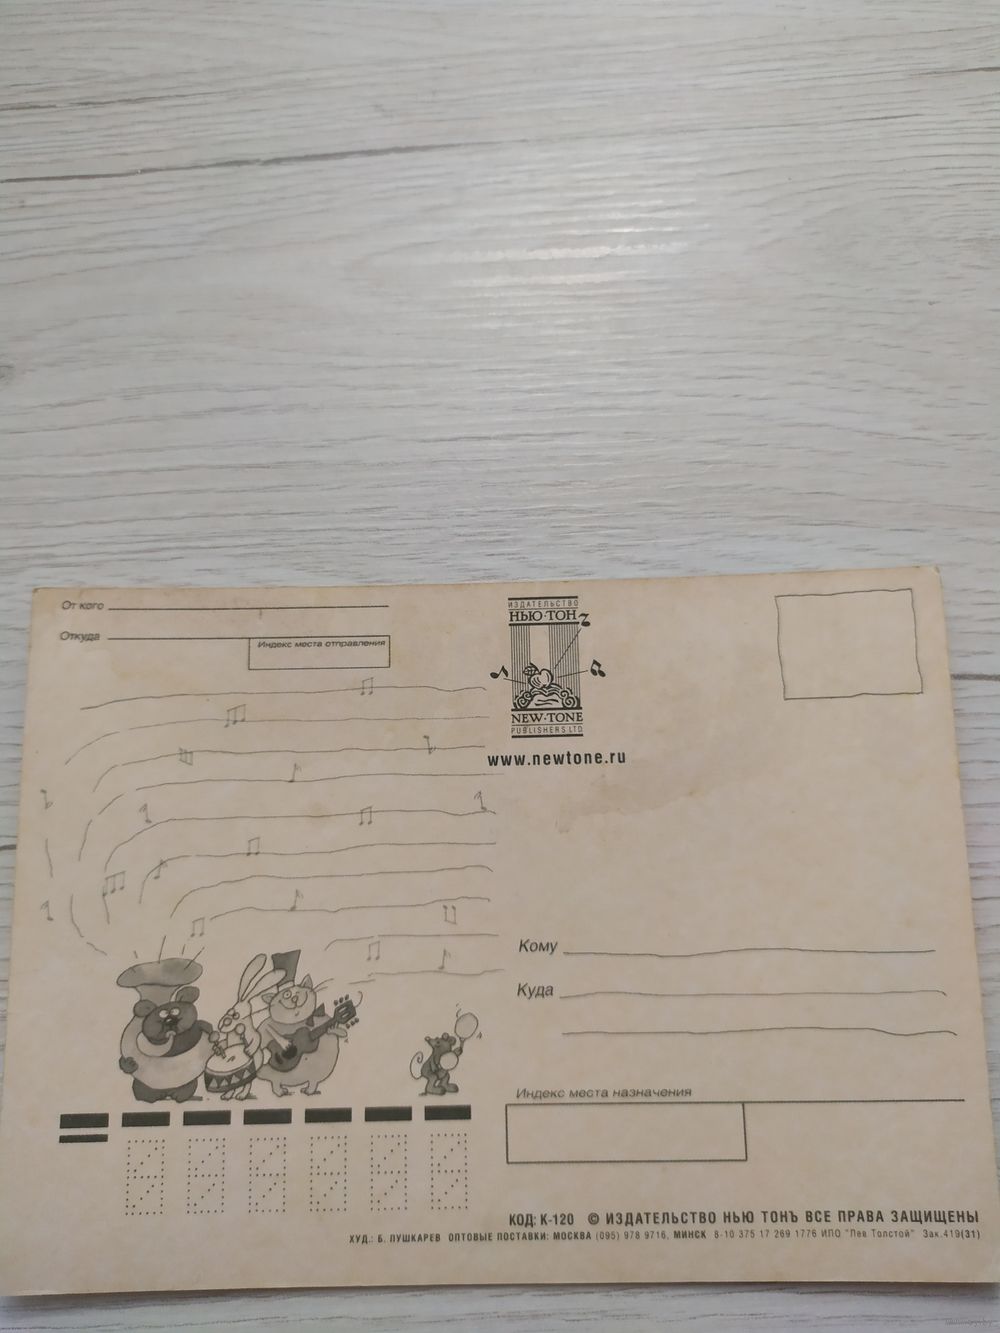 От кого
Откуда
Индекс места отправления
ИЗДАТЕЛЬСТВО
НЬЮ·ТОН
NEW·TONE
PUBLISHERS LTD
www.newtone.ru
Кому
Куда
Индекс места назначения
КОД: К-120 © ИЗДАТЕЛЬСТВО НЬЮ ТОНЪ ВСЕ ПРАВА ЗАЩИЩЕНЫ
ХУД.: Б. ПУШКАРЕВ ОПТОВЫЕ ПОСТАВКИ: МОСКВА (095) 978 9716, МИНСК 8-10 375 17 269 1776 ИПО "Лев Толстой" Зак.419(31)